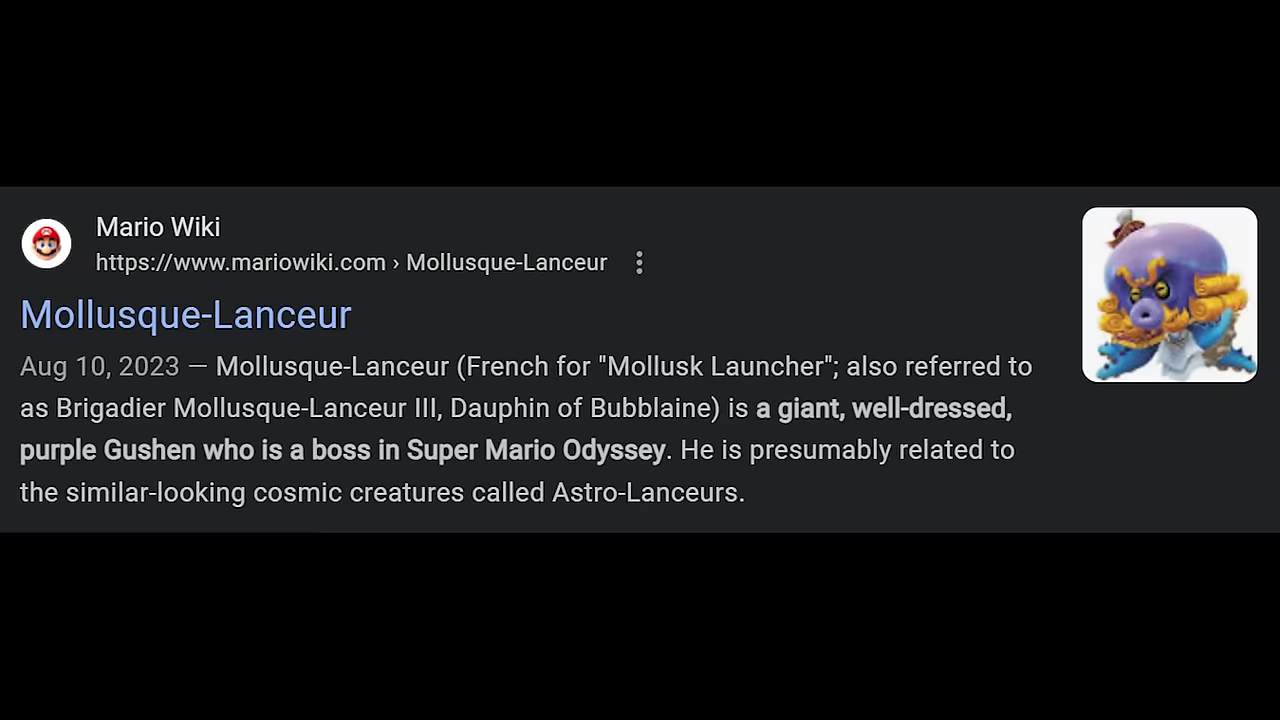 Mario Wiki
https://www.mariowiki.com › Mollusque-Lanceur
Mollusque-Lanceur
Aug 10, 2023 — Mollusque-Lanceur (French for "Mollusk Launcher"; also referred to
as Brigadier Mollusque-Lanceur III, Dauphin of Bubblaine) is a giant, well-dressed,
purple Gushen who is a boss in Super Mario Odyssey. He is presumably related to
the similar-looking cosmic creatures called Astro-Lanceurs.